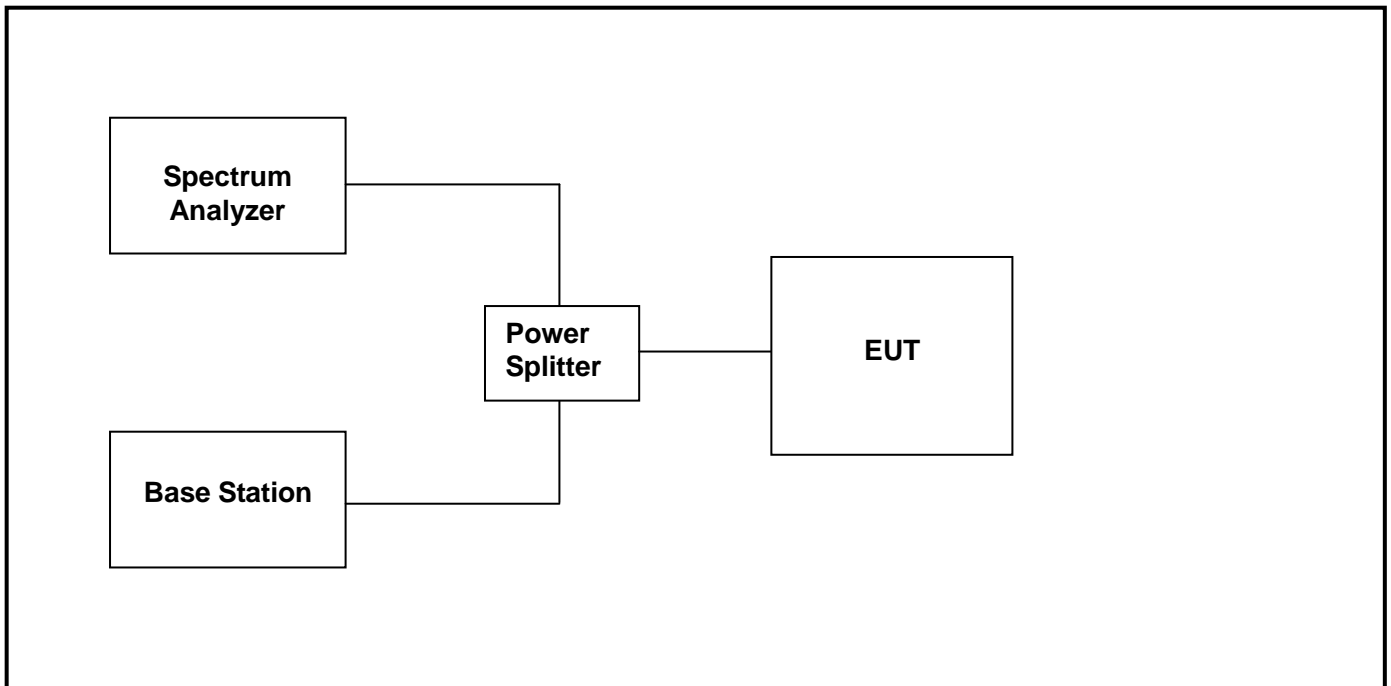 Spectrum
Analyzer
Power
Splitter
EUT
Base Station